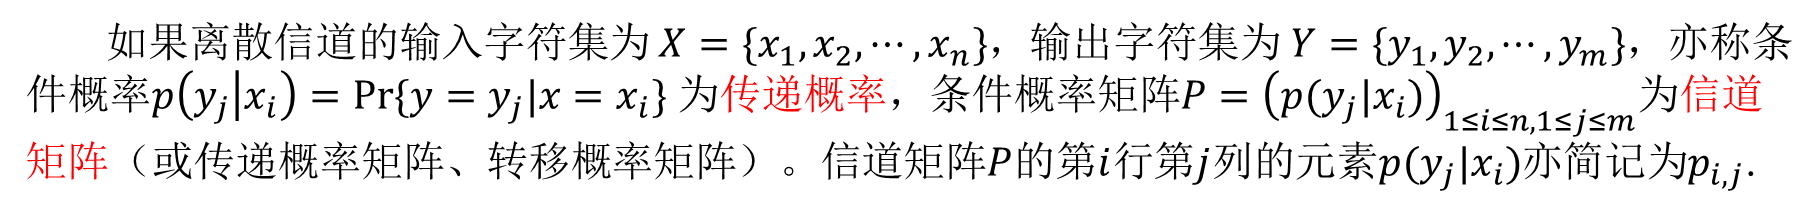 如果离散信道的输入字符集为 X = {x₁, x₂, ⋯ , xₙ}，输出字符集为 Y = {y₁, y₂, ⋯ , yₘ}，亦称条
件概率p(yⱼ|xᵢ) = Pr{y = yⱼ|x = xᵢ} 为传递概率，条件概率矩阵P = (p(yⱼ|xᵢ))_{1≤i≤n,1≤j≤m}为信道
矩阵（或传递概率矩阵、转移概率矩阵）。信道矩阵P的第i行第j列的元素p(yⱼ|xᵢ)亦简记为p_{i,j}.